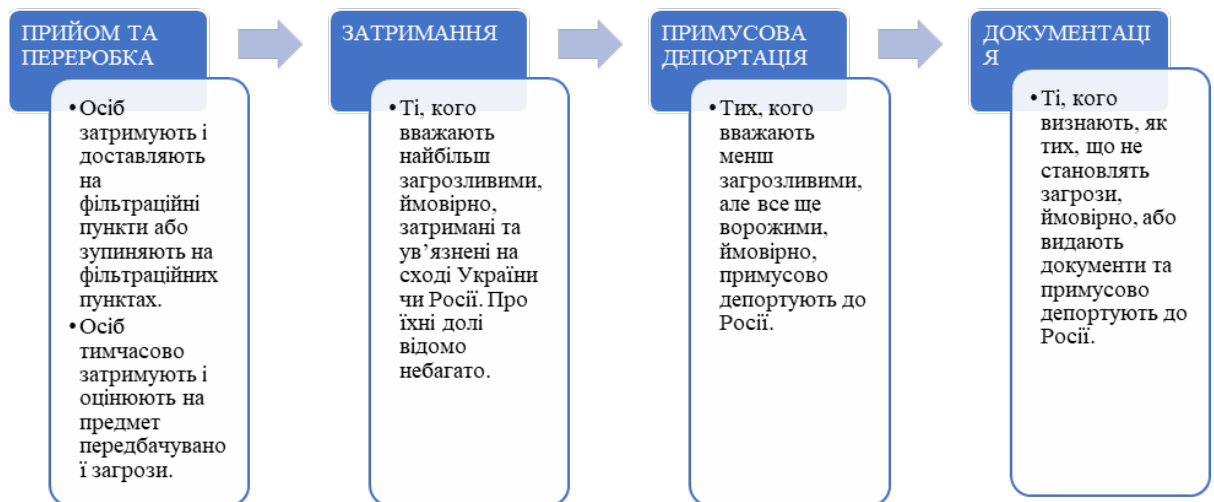 ПРИЙОМ ТА
ПЕРЕРОБКА
• Осіб
затримують і
доставляють
на
фільтраційні
пункти або
зупиняють на
фільтраційних
пунктах.
• Осіб
тимчасово
затримують і
оцінюють на
предмет
передбачувано
ї загрози.
ЗАТРИМАННЯ
• Ті, кого
вважають
найбільш
загрозливими,
ймовірно,
затримані та
ув’язнені на
сході України
чи Росії. Про
їхні долі
відомо
небагато.
ПРИМУСОВА
ДЕПОРТАЦІЯ
• Тих, кого
вважають
менш
загрозливими,
але все ще
ворожими,
ймовірно,
примусово
депортують до
Росії.
ДОКУМЕНТАЦІ
Я
• Ті, кого
визнають, як
тих, що не
становлять
загрози,
ймовірно, або
видають
документи та
примусово
депортують до
Росії.